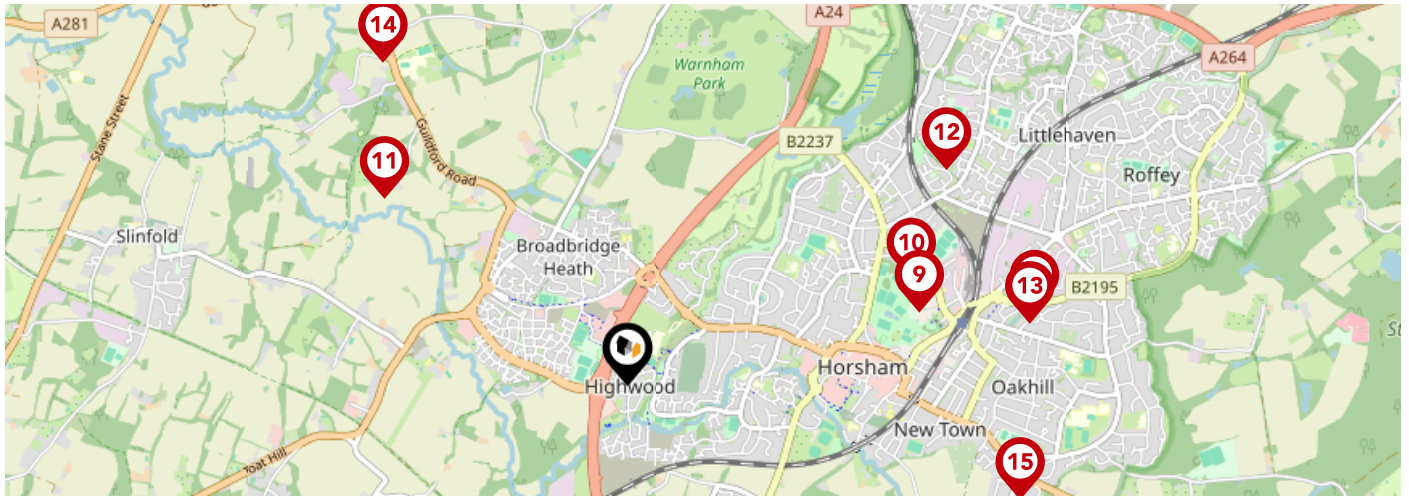 A281
14
A24
A264
Warnham
Park
Stane Street
12
B2237
Littlehaven
Guildford Road
11
Roffey
Slinfold
Broadbridge
Heath
10
9
13
B2195
Highwood
Horsham
Oakhill
New Town
Toat Hill
15